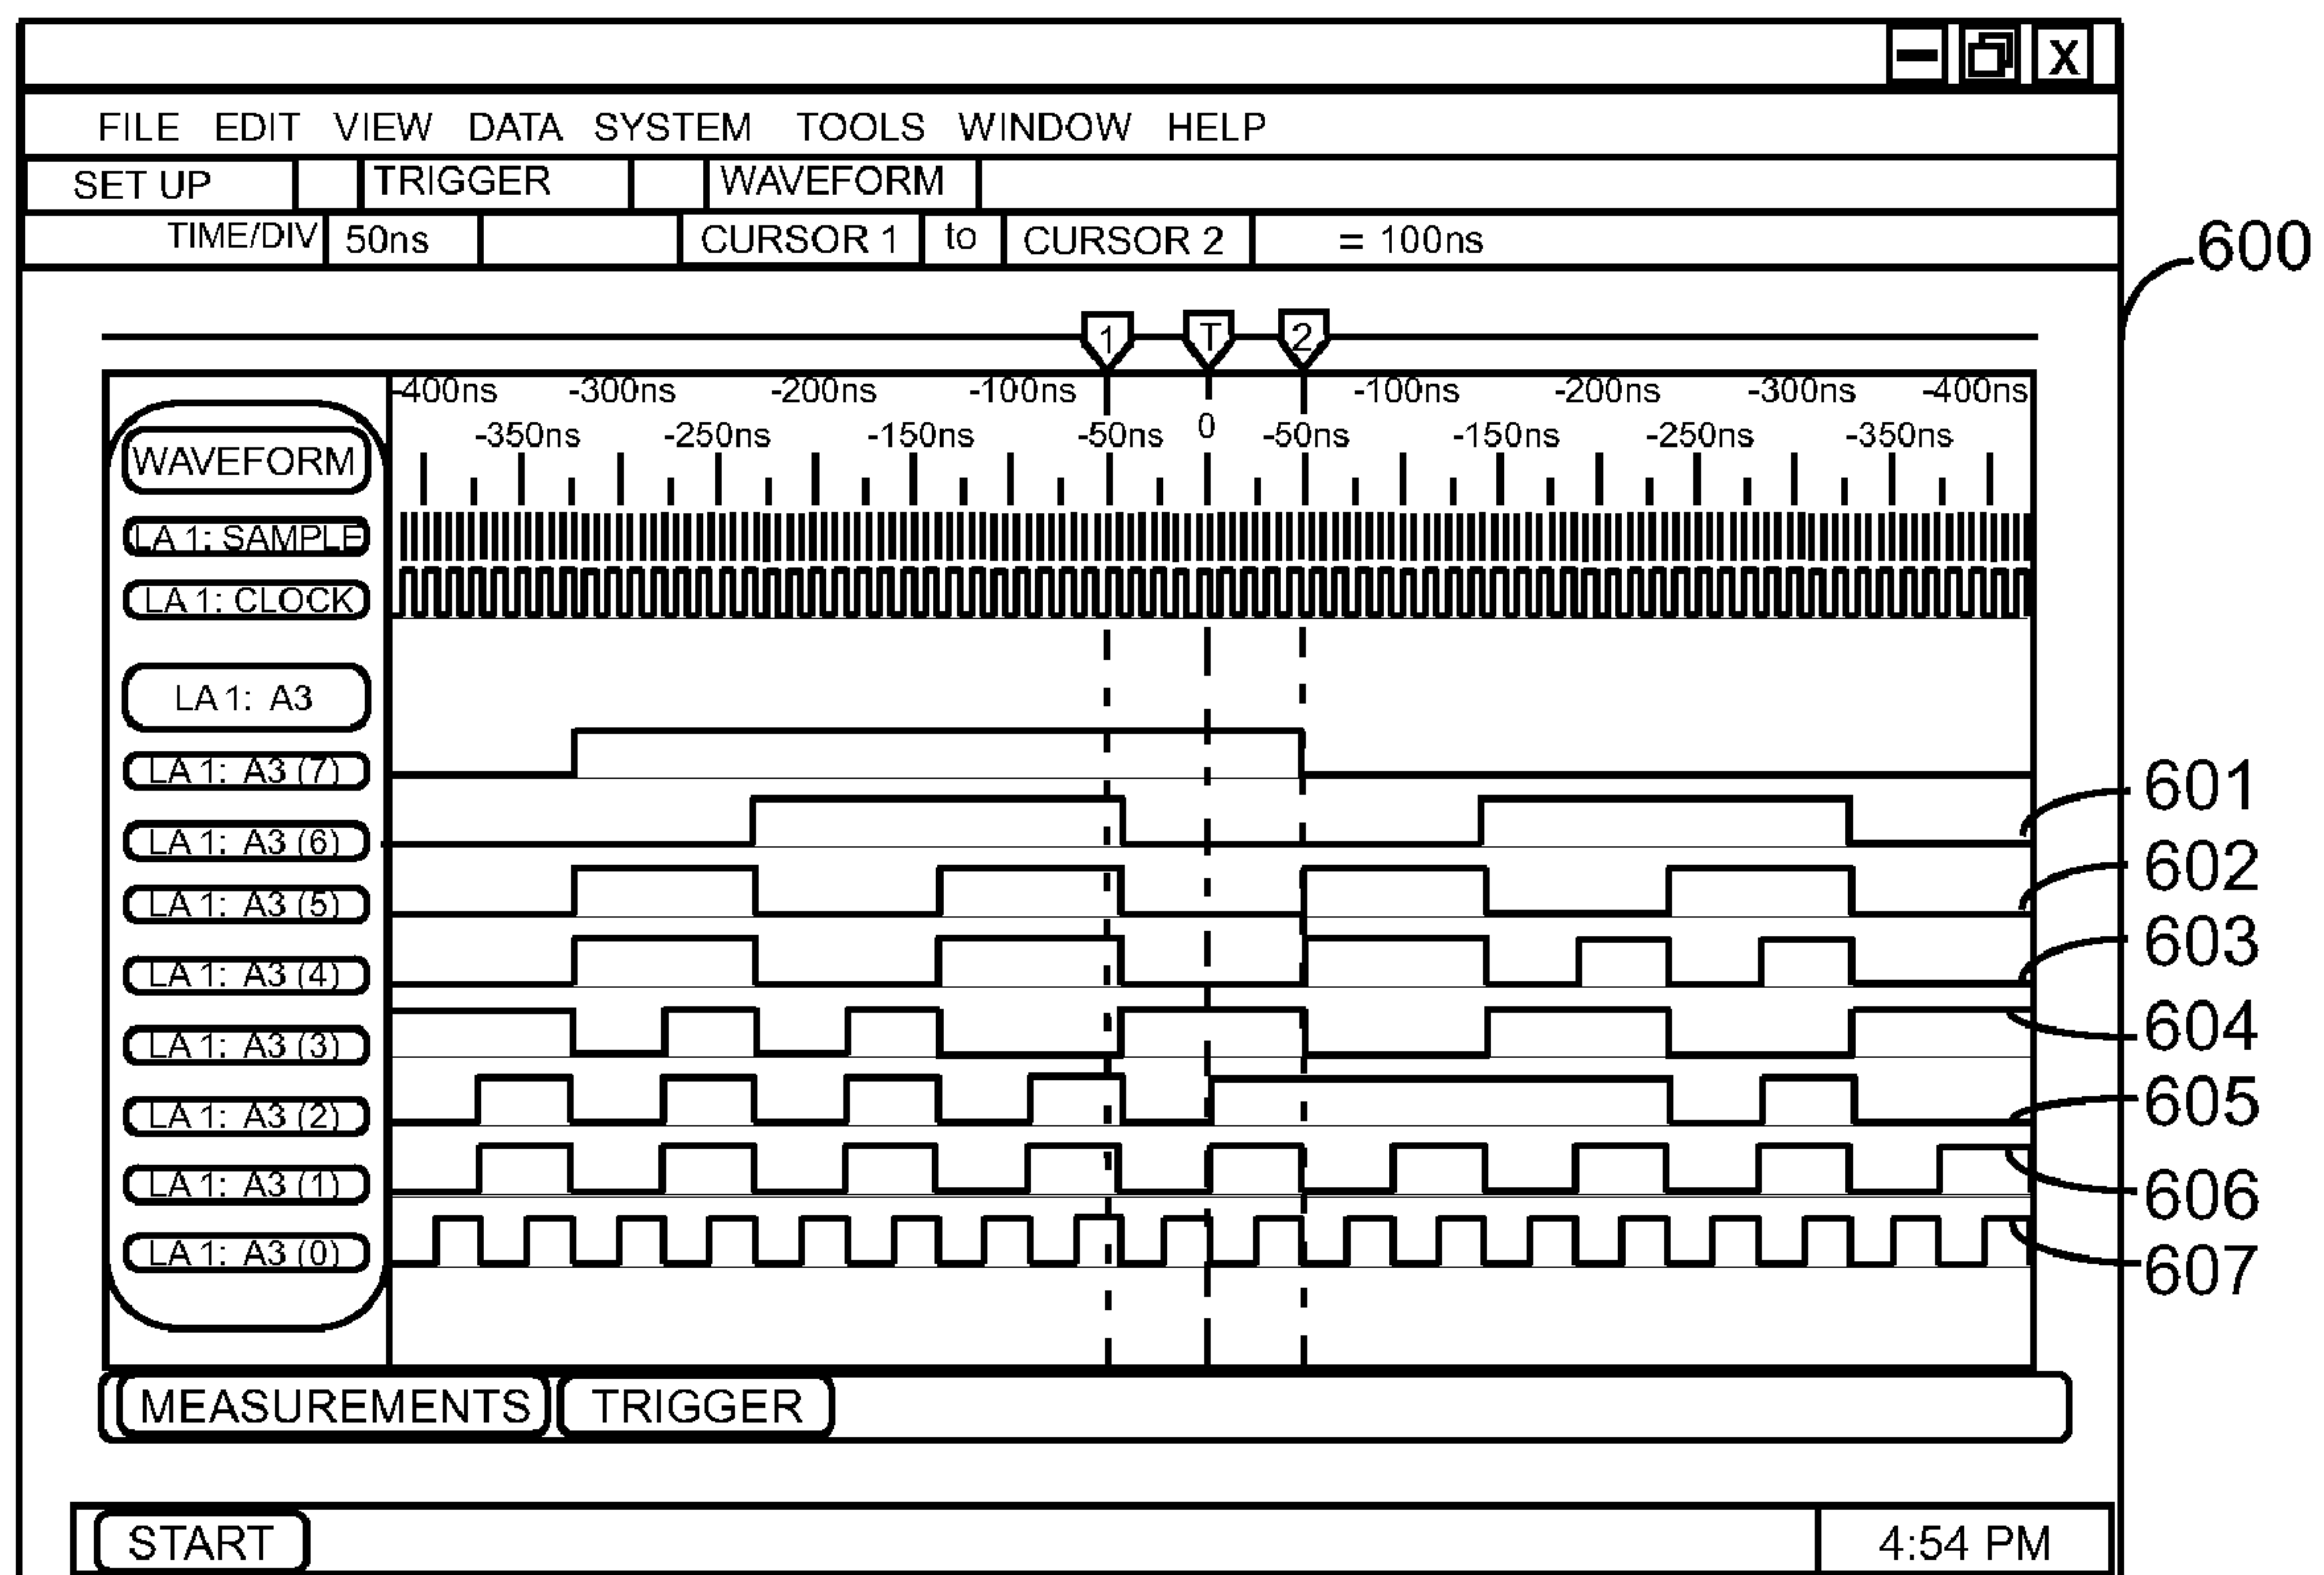 X
FILE EDIT VIEW DATA SYSTEM TOOLS WINDOW HELP
SET UP TRIGGER WAVEFORM
TIME/DIV 50ns CURSOR 1 to CURSOR 2 = 100ns
600
1 T 2
-400ns -300ns -200ns -100ns -100ns -200ns -300ns -400ns
-350ns -250ns -150ns -50ns 0 -50ns -150ns -250ns -350ns
WAVEFORM
LA 1: SAMPLE
LA 1: CLOCK
LA 1: A3
LA 1: A3 (7)
601
LA 1: A3 (6)
602
LA 1: A3 (5)
603
LA 1: A3 (4)
604
LA 1: A3 (3)
605
LA 1: A3 (2)
606
LA 1: A3 (1)
607
LA 1: A3 (0)
MEASUREMENTS TRIGGER
START 4:54 PM